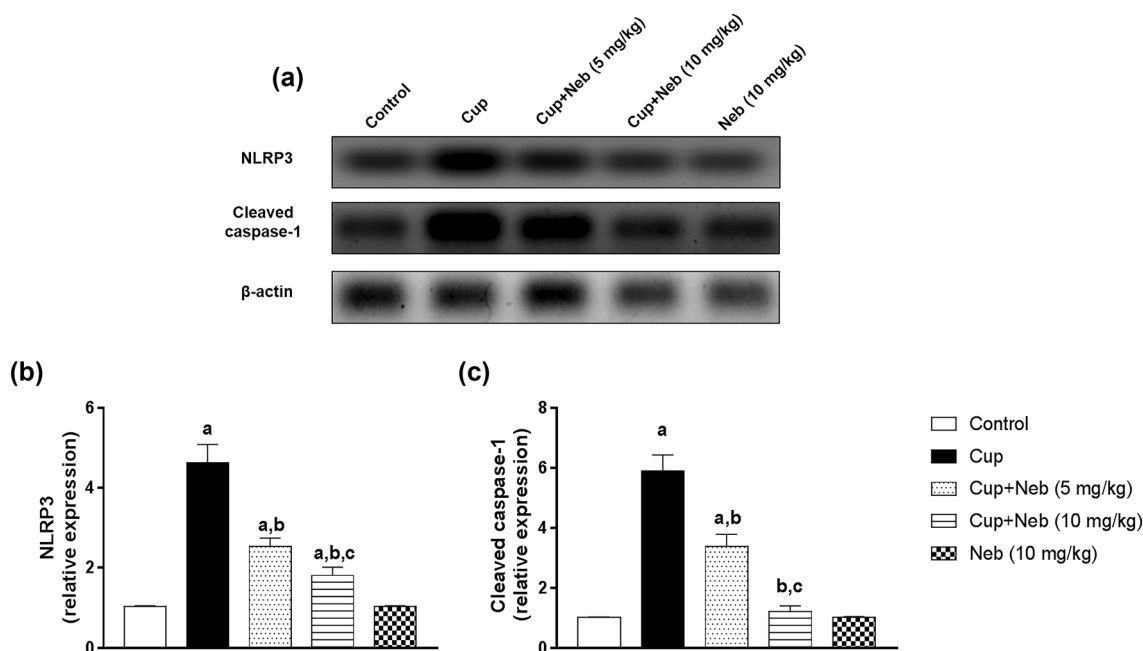 (a)
Control
Cup
Cup+Neb (5 mg/kg)
Cup+Neb (10 mg/kg)
Neb (10 mg/kg)
NLRP3
Cleaved
caspase-1
β-actin
(b)
NLRP3
(relative expression)
6
4
2
0
a
a,b
a,b,c
(c)
Cleaved caspase-1
(relative expression)
8
6
4
2
0
a
a,b
b,c
Control
Cup
Cup+Neb (5 mg/kg)
Cup+Neb (10 mg/kg)
Neb (10 mg/kg)